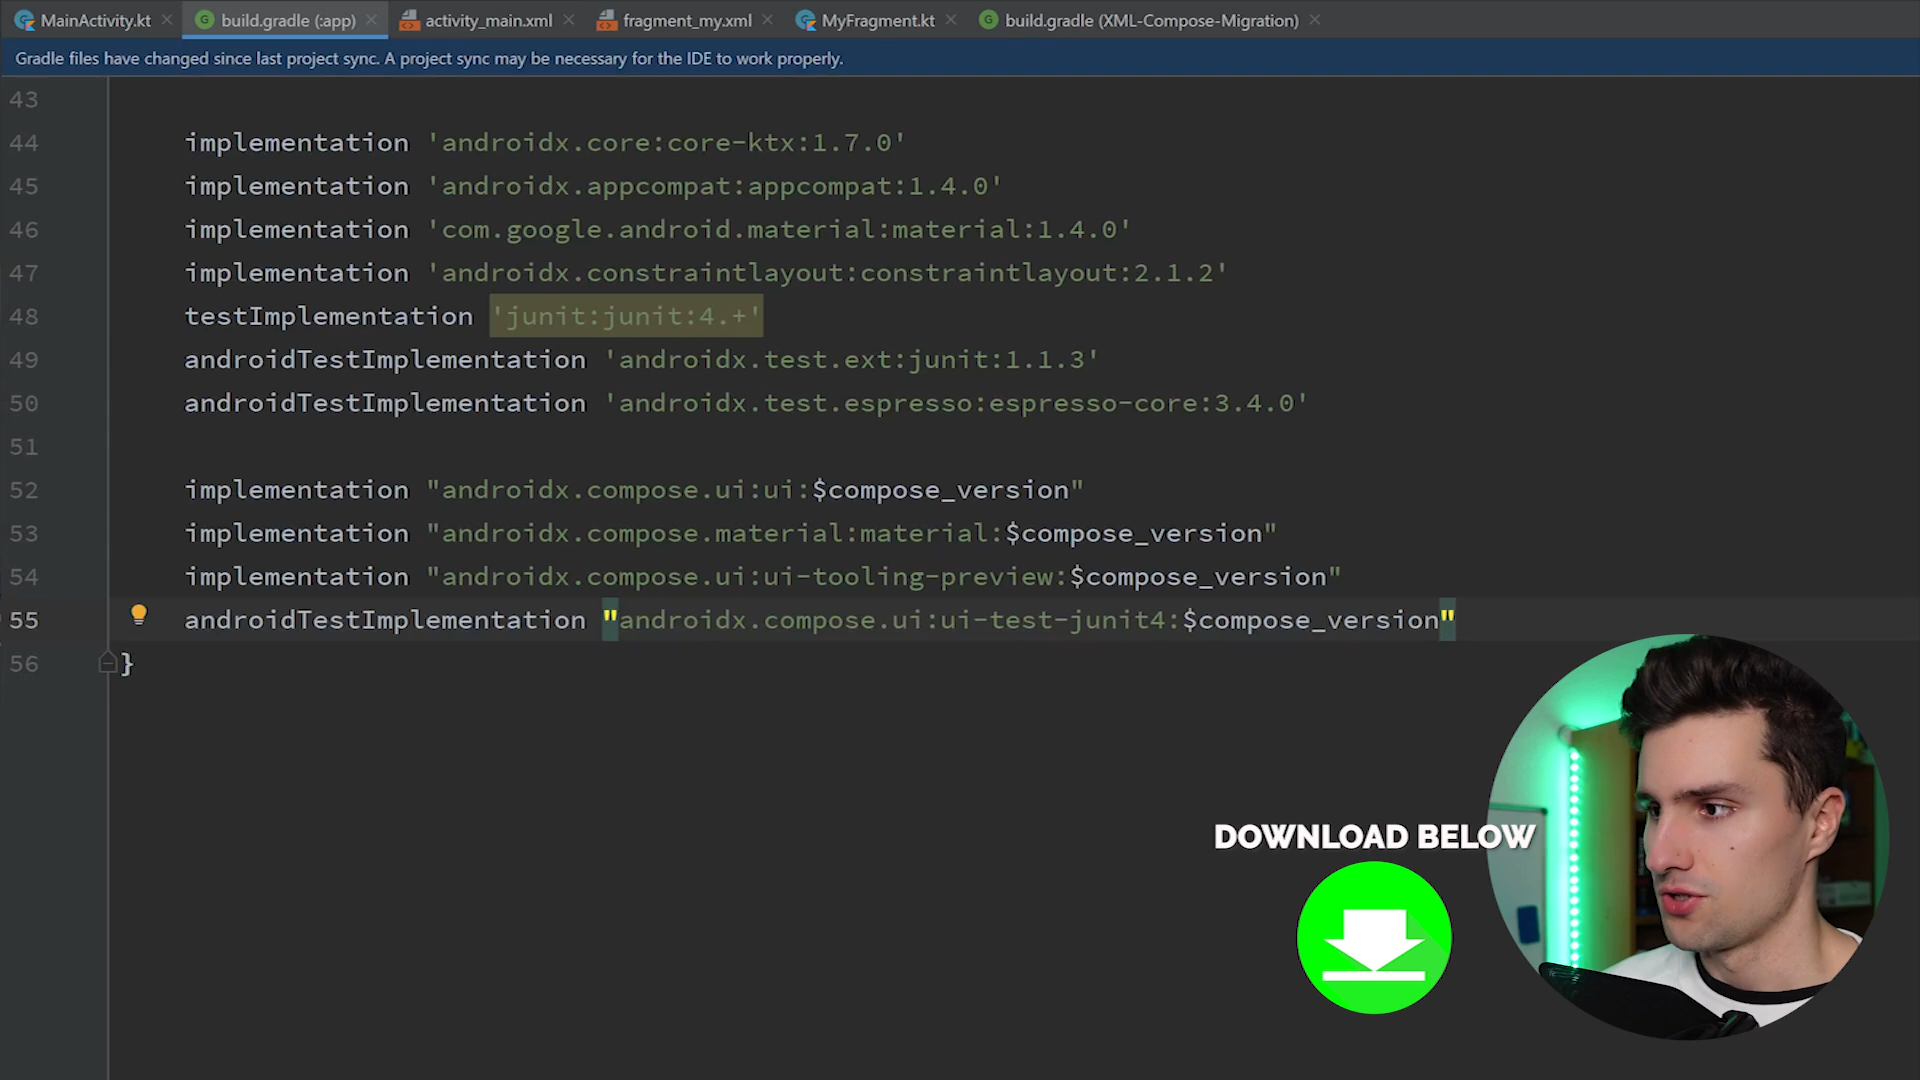 MainActivity.kt
build.gradle (:app)
activity_main.xml
fragment_my.xml
MyFragment.kt
build.gradle (XML-Compose-Migration)
Gradle files have changed since last project sync. A project sync may be necessary for the IDE to work properly.
43
44 implementation 'androidx.core:core-ktx:1.7.0'
45 implementation 'androidx.appcompat:appcompat:1.4.0'
46 implementation 'com.google.android.material:material:1.4.0'
47 implementation 'androidx.constraintlayout:constraintlayout:2.1.2'
48 testImplementation 'junit:junit:4.+'
49 androidTestImplementation 'androidx.test.ext:junit:1.1.3'
50 androidTestImplementation 'androidx.test.espresso:espresso-core:3.4.0'
51
52 implementation "androidx.compose.ui:ui:$compose_version"
53 implementation "androidx.compose.material:material:$compose_version"
54 implementation "androidx.compose.ui:ui-tooling-preview:$compose_version"
55 androidTestImplementation "androidx.compose.ui:ui-test-junit4:$compose_version"
56 }
DOWNLOAD BELOW